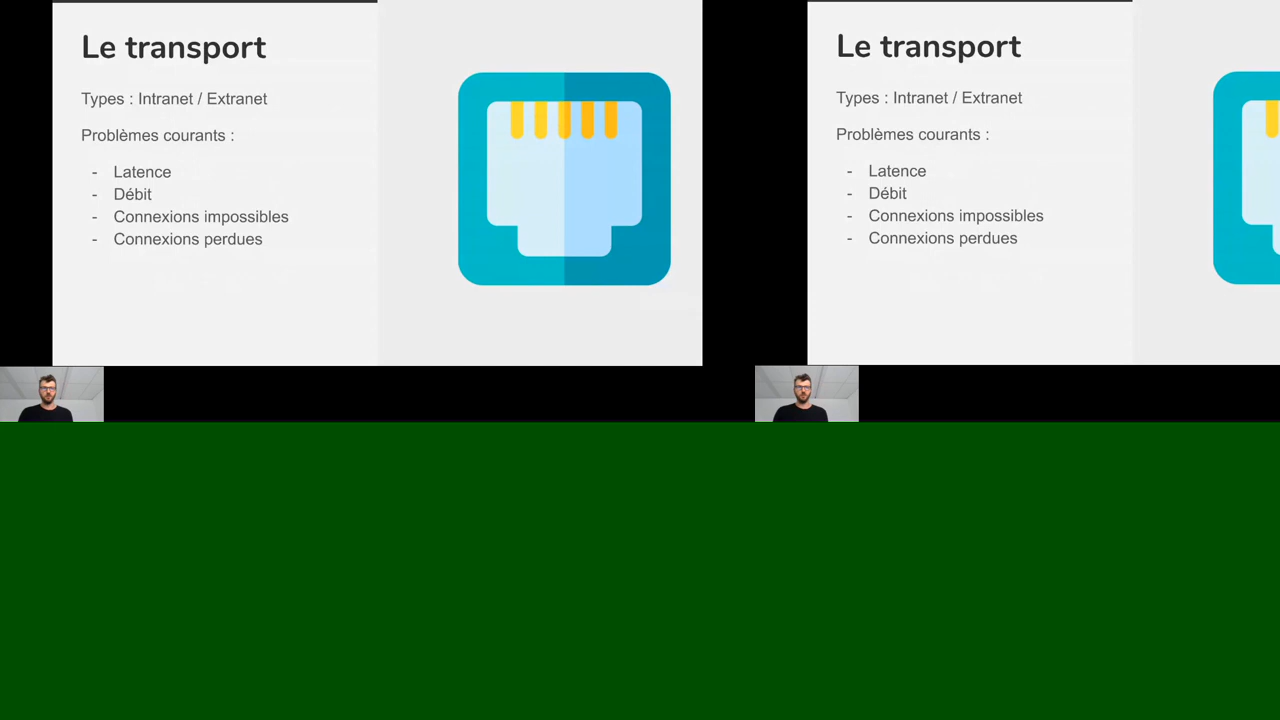 Le transport
Types : Intranet / Extranet
Problèmes courants :
- Latence
- Débit
- Connexions impossibles
- Connexions perdues
Le transport
Types : Intranet / Extranet
Problèmes courants :
- Latence
- Débit
- Connexions impossibles
- Connexions perdues